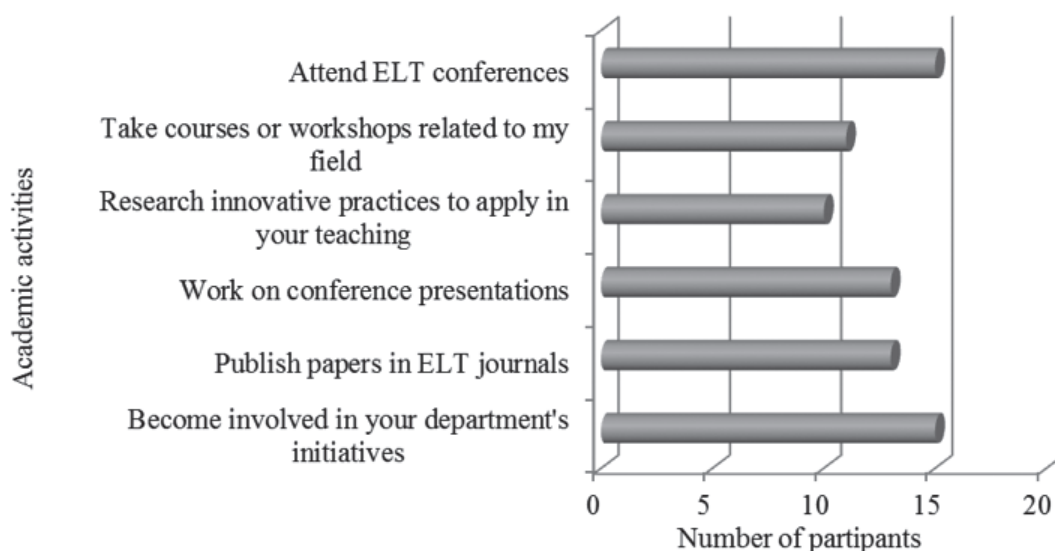 Academic activities
Attend ELT conferences
Take courses or workshops related to my
field
Research innovative practices to apply in
your teaching
Work on conference presentations
Publish papers in ELT journals
Become involved in your department's
initiatives
0 5 10 15 20
Number of partipants